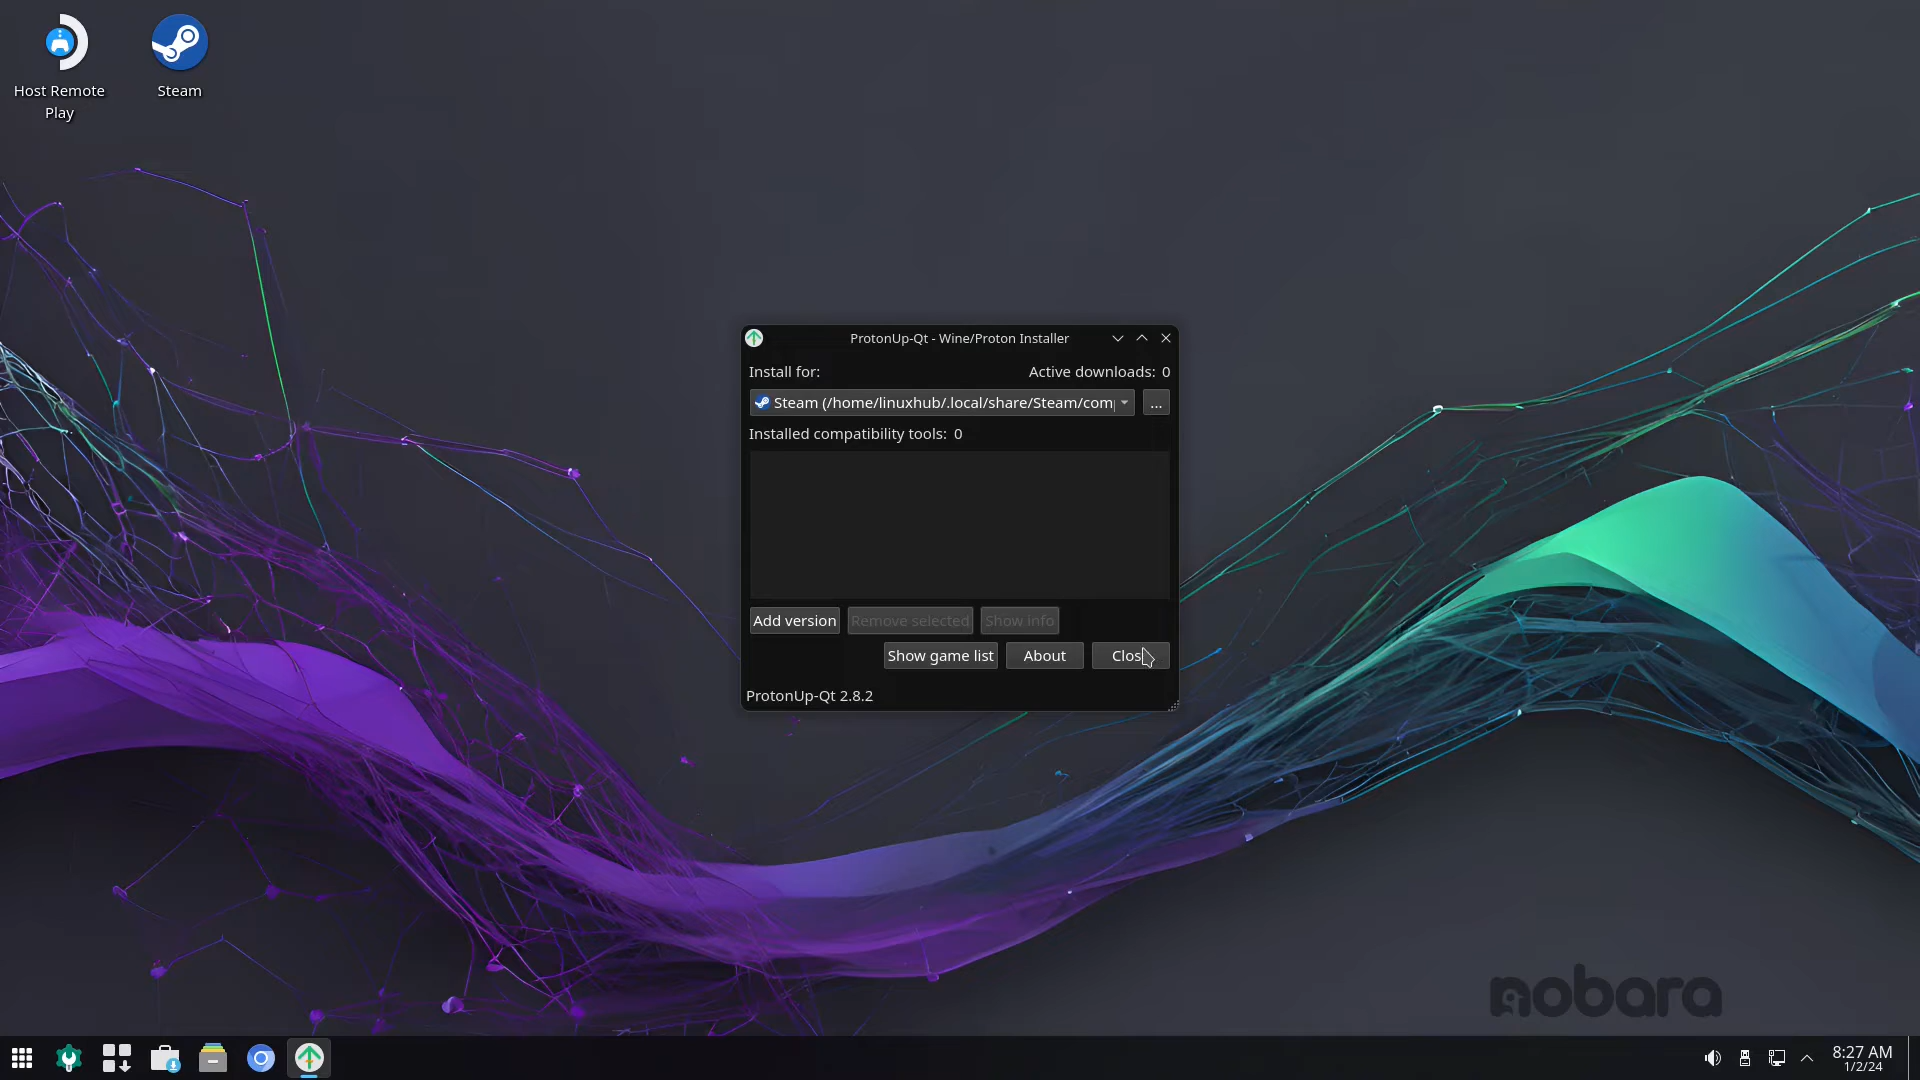 Host Remote
Play
Steam
ProtonUp-Qt - Wine/Proton Installer
Install for:
Active downloads: 0
Steam (/home/linuxhub/.local/share/Steam/com
...
Installed compatibility tools: 0
Add version
Remove selected
Show info
Show game list
About
Clos
ProtonUp-Qt 2.8.2
nobara
8:27 AM
1/2/24